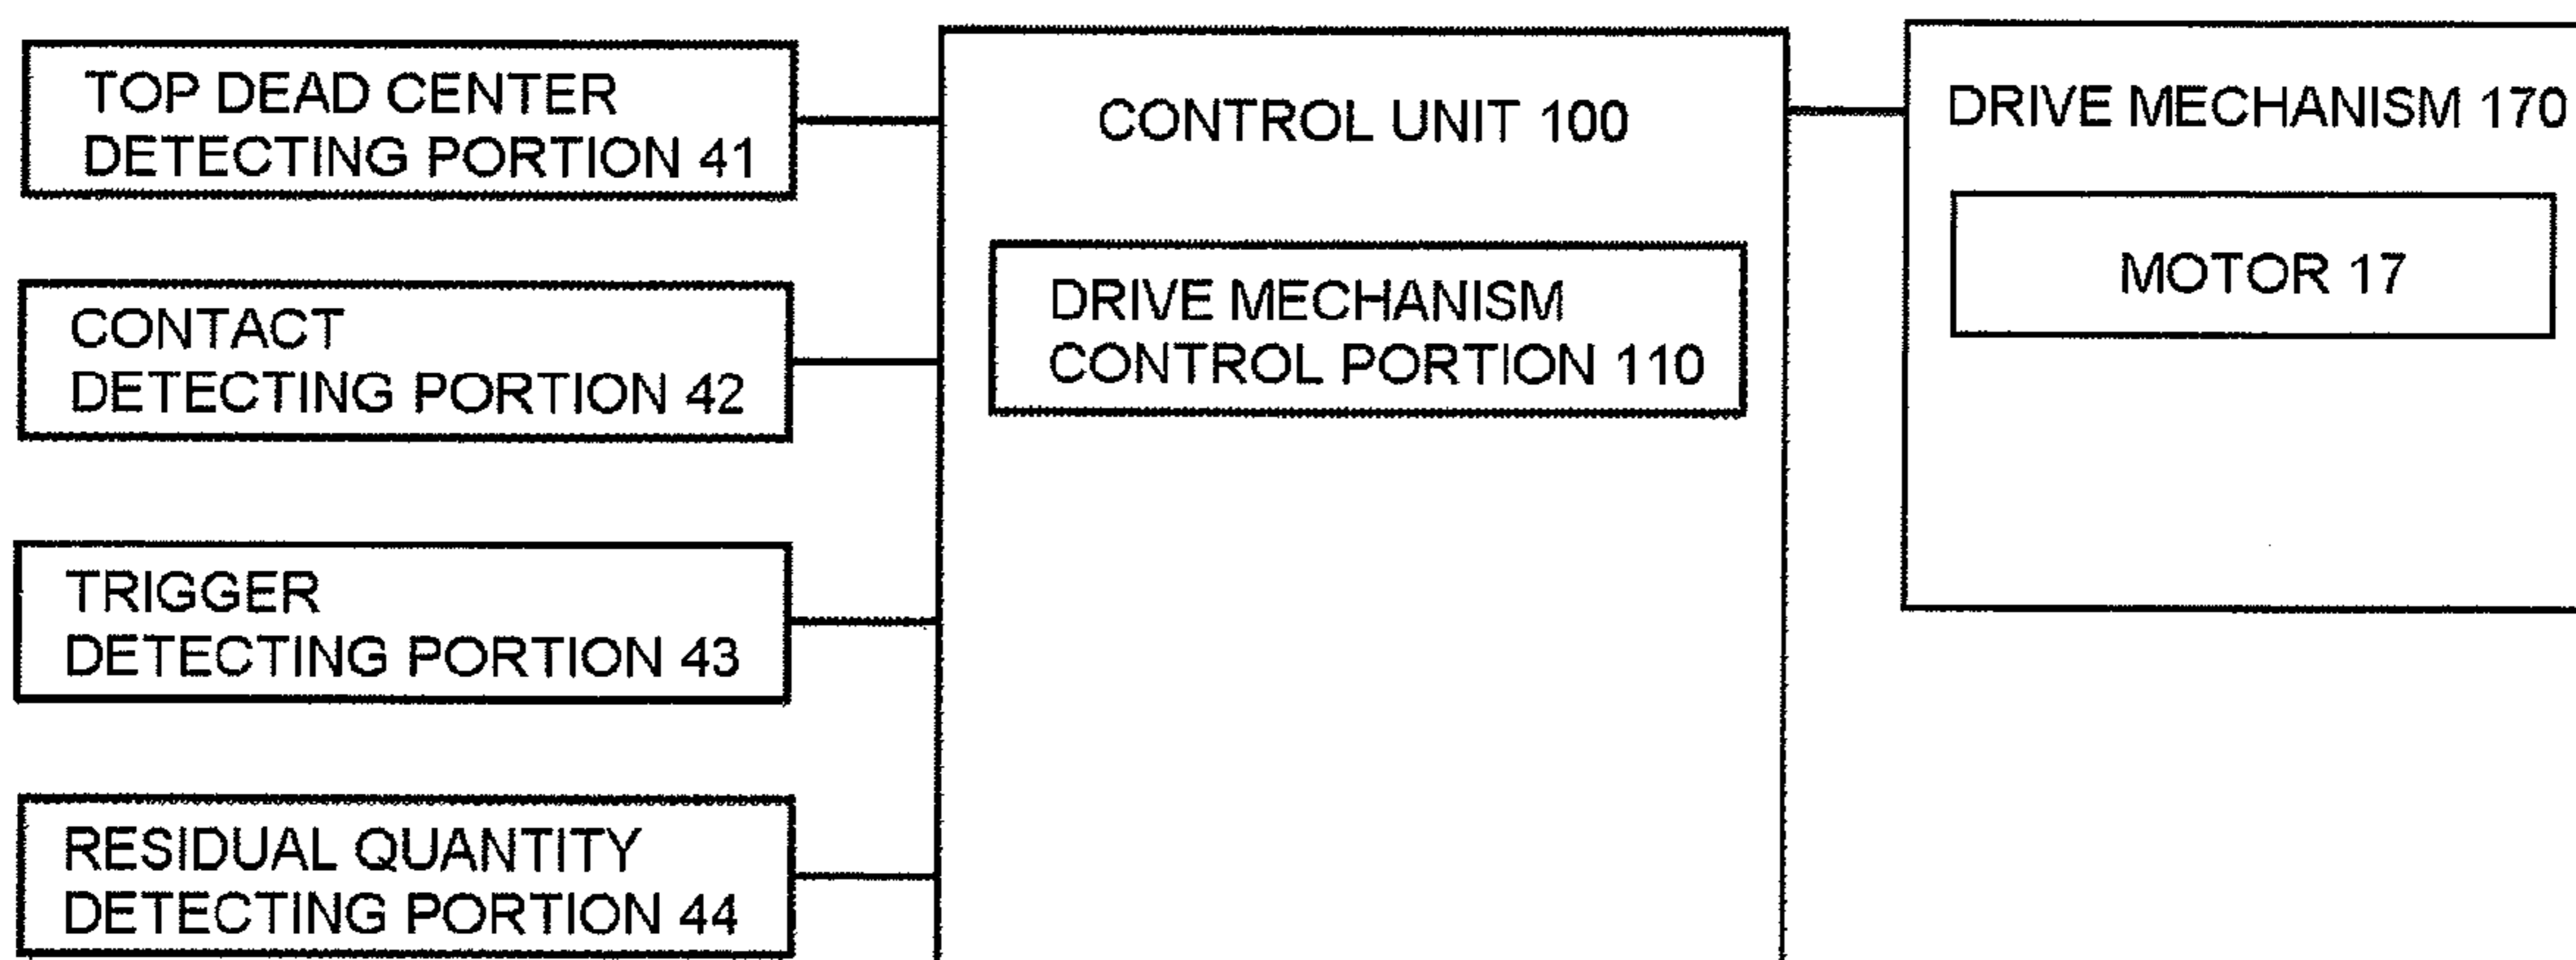 TOP DEAD CENTER
DETECTING PORTION 41
CONTACT
DETECTING PORTION 42
TRIGGER
DETECTING PORTION 43
RESIDUAL QUANTITY
DETECTING PORTION 44
CONTROL UNIT 100
DRIVE MECHANISM
CONTROL PORTION 110
DRIVE MECHANISM 170
MOTOR 17